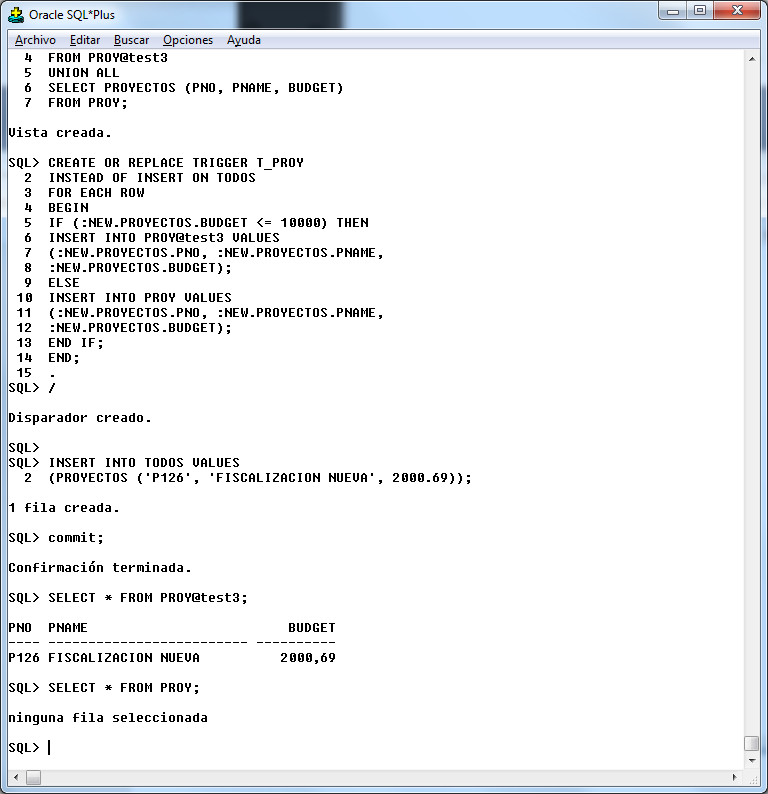 Oracle SQL*Plus
Archivo Editar Buscar Opciones Ayuda
4 FROM PROY@test3
5 UNION ALL
6 SELECT PROYECTOS (PNO, PNAME, BUDGET)
7 FROM PROY;
Vista creada.
SQL> CREATE OR REPLACE TRIGGER T_PROY
2 INSTEAD OF INSERT ON TODOS
3 FOR EACH ROW
4 BEGIN
5 IF (:NEW.PROYECTOS.BUDGET <= 10000) THEN
6 INSERT INTO PROY@test3 VALUES
7 (:NEW.PROYECTOS.PNO, :NEW.PROYECTOS.PNAME,
8 :NEW.PROYECTOS.BUDGET);
9 ELSE
10 INSERT INTO PROY VALUES
11 (:NEW.PROYECTOS.PNO, :NEW.PROYECTOS.PNAME,
12 :NEW.PROYECTOS.BUDGET);
13 END IF;
14 END;
15 .
SQL> /
Disparador creado.
SQL>
SQL> INSERT INTO TODOS VALUES
2 (PROYECTOS ('P126', 'FISCALIZACION NUEVA', 2000.69));
1 fila creada.
SQL> commit;
Confirmación terminada.
SQL> SELECT * FROM PROY@test3;
PNO PNAME BUDGET
---- ------------------------- ----------
P126 FISCALIZACION NUEVA 2000,69
SQL> SELECT * FROM PROY;
ninguna fila seleccionada
SQL>